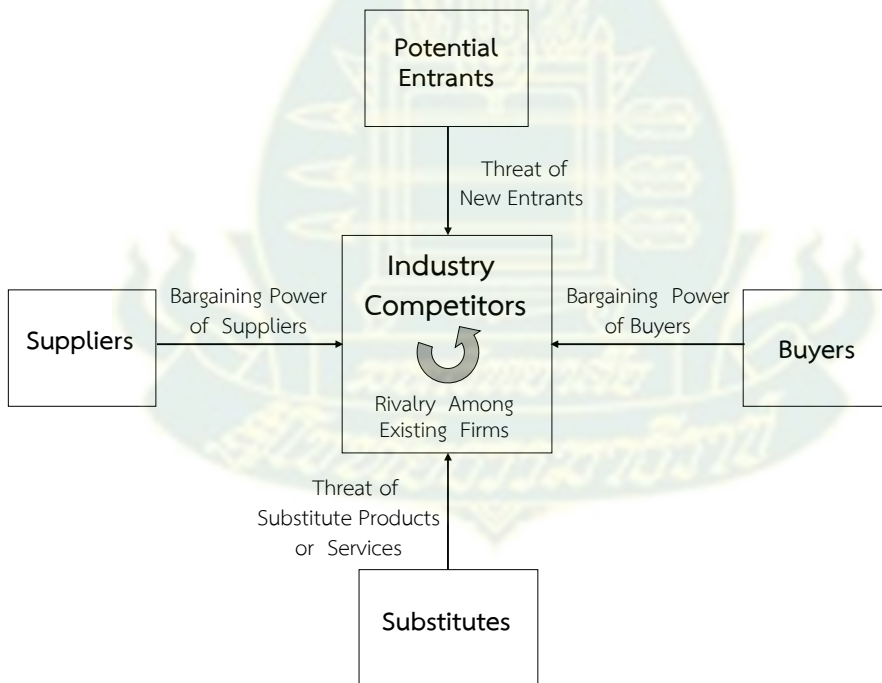 Potential
Entrants
Threat of
New Entrants
Industry
Competitors
Rivalry Among
Existing Firms
Suppliers
Bargaining Power
of Suppliers
Bargaining Power
of Buyers
Buyers
Threat of
Substitute Products
or Services
Substitutes